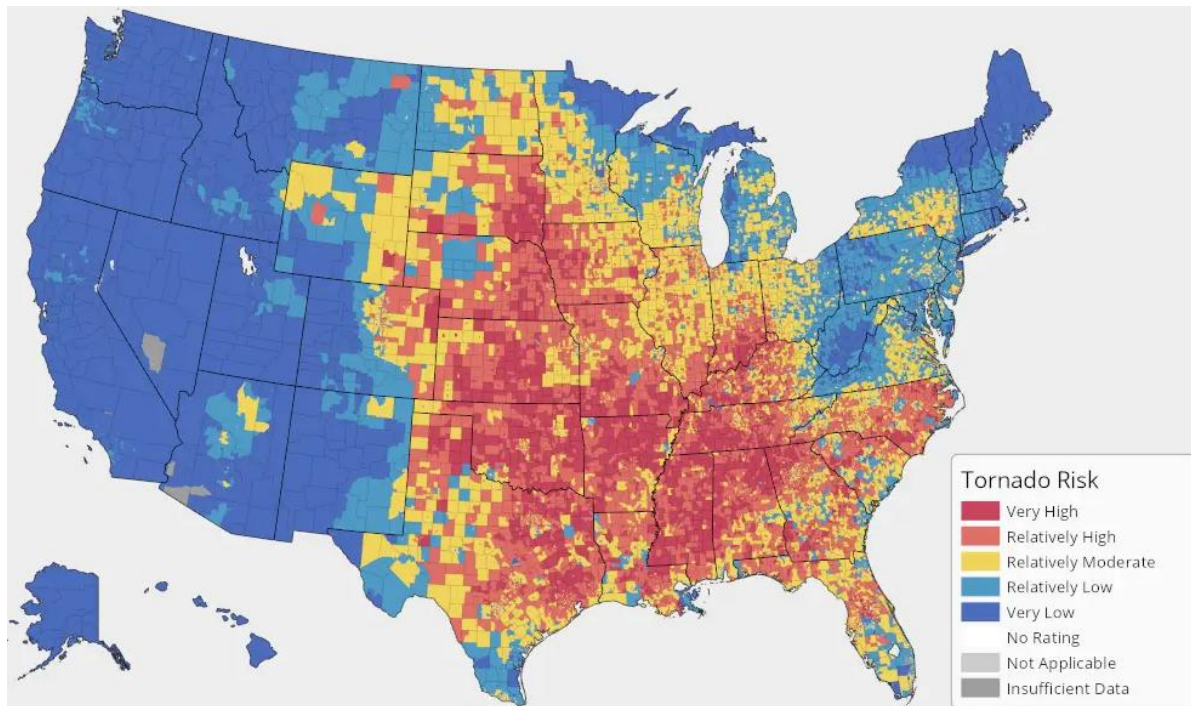 Tornado Risk
Very High
Relatively High
Relatively Moderate
Relatively Low
Very Low
No Rating
Not Applicable
Insufficient Data